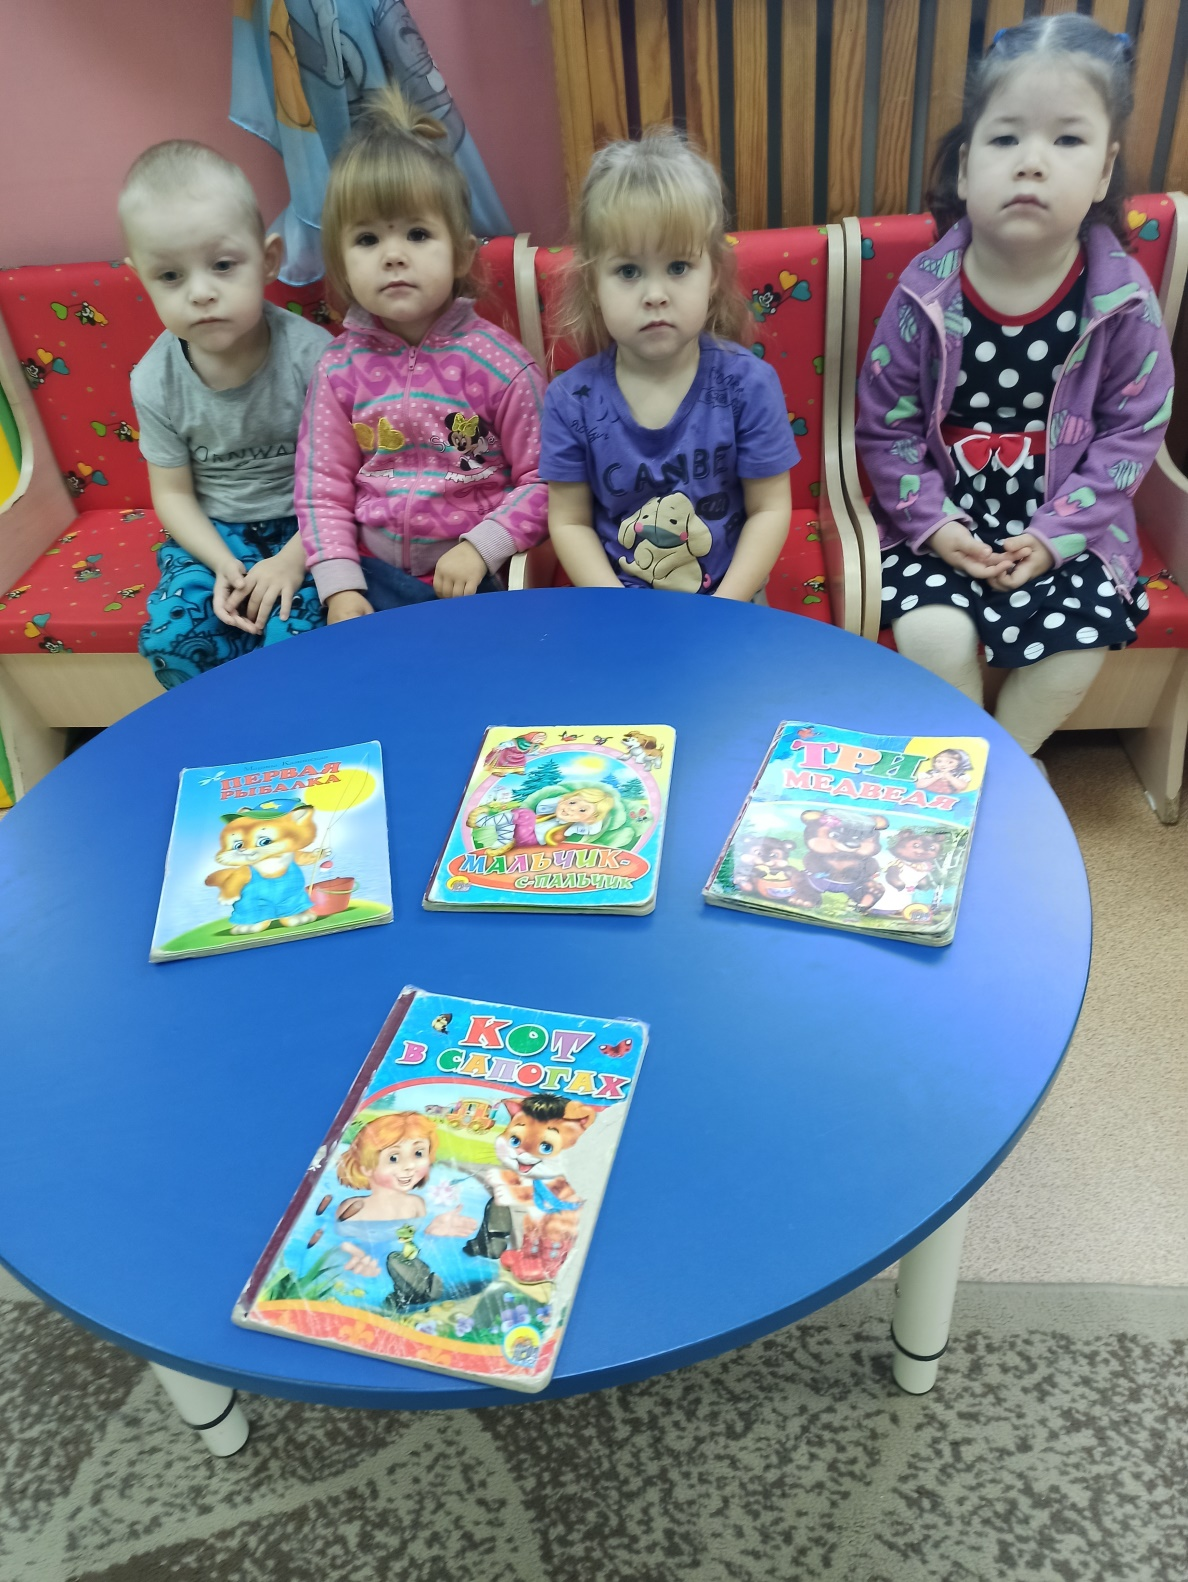 CANBE
ПЕРВАЯ
РЫБАЛКА
МАЛЬЧИК-
С-ПАЛЬЧИК
ТРИ
МЕДВЕДЯ
КОТ
В САПОГАХ